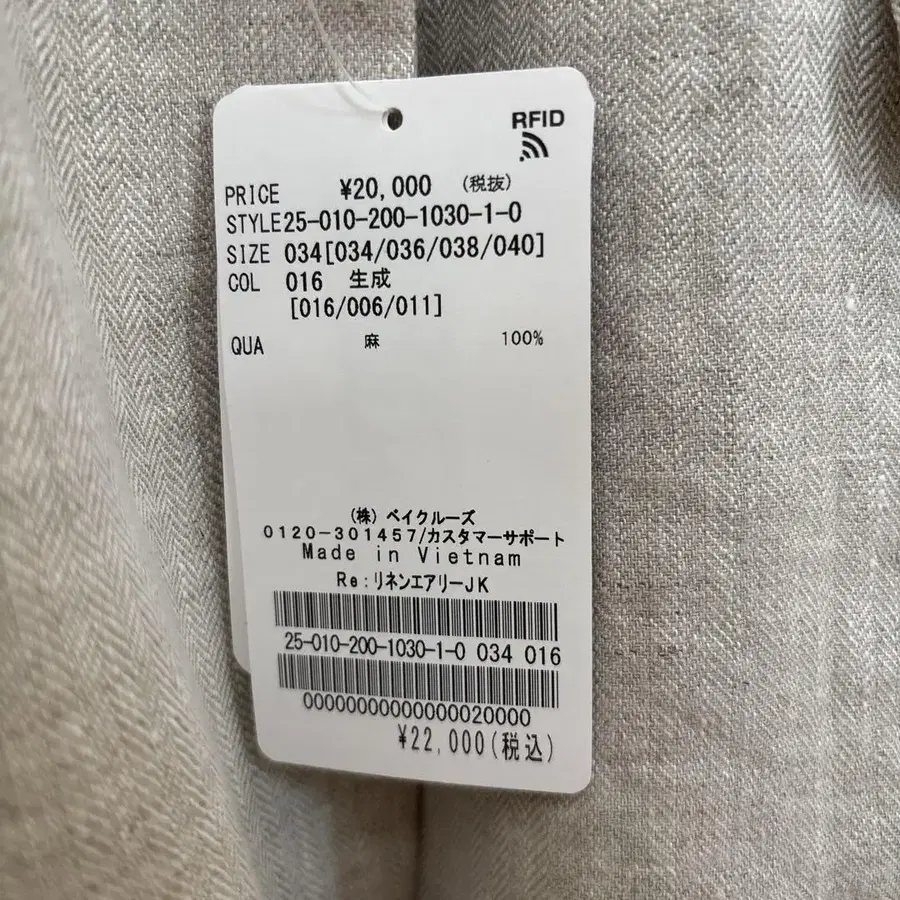 RFID
PRICE ¥20,000 (税抜)
STYLE25-010-200-1030-1-0
SIZE 034[034/036/038/040]
COL 016 生成
[016/006/011]
QUA 麻 100%
(株) ベイクルーズ
0120-301457/カスタマーサポート
Made in Vietnam
Re:リネンエアリーJK
25-010-200-1030-1-0 034 016
00000000000000020000
¥22,000(税込)